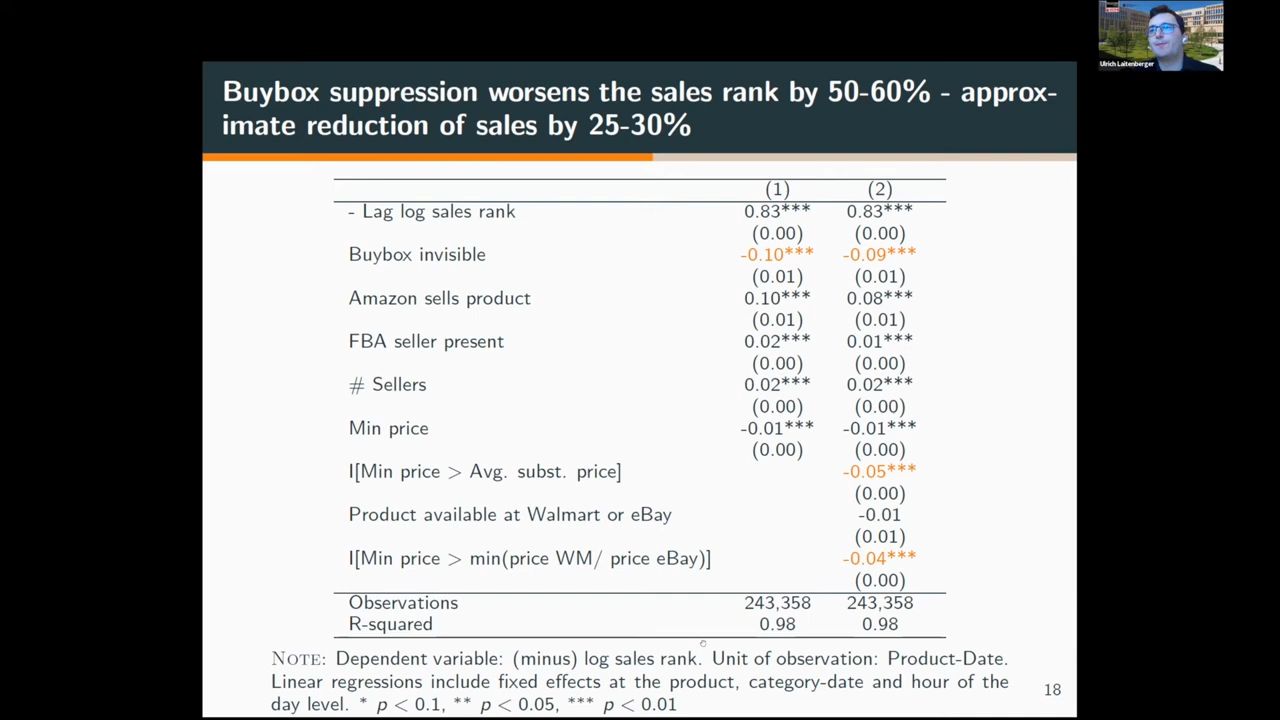 Ulrich Laitenberger
Buybox suppression worsens the sales rank by 50-60% - approx-
imate reduction of sales by 25-30%
(1) (2)
- Lag log sales rank 0.83*** 0.83***
(0.00) (0.00)
Buybox invisible -0.10*** -0.09***
(0.01) (0.01)
Amazon sells product 0.10*** 0.08***
(0.01) (0.01)
FBA seller present 0.02*** 0.01***
(0.00) (0.00)
# Sellers 0.02*** 0.02***
(0.00) (0.00)
Min price -0.01*** -0.01***
(0.00) (0.00)
I[Min price > Avg. subst. price] -0.05***
(0.00)
Product available at Walmart or eBay -0.01
(0.01)
I[Min price > min(price WM/ price eBay)] -0.04***
(0.00)
Observations 243,358 243,358
R-squared 0.98 0.98
NOTE: Dependent variable: (minus) log sales rank. Unit of observation: Product-Date.
Linear regressions include fixed effects at the product, category-date and hour of the
day level. * p < 0.1, ** p < 0.05, *** p < 0.01
18